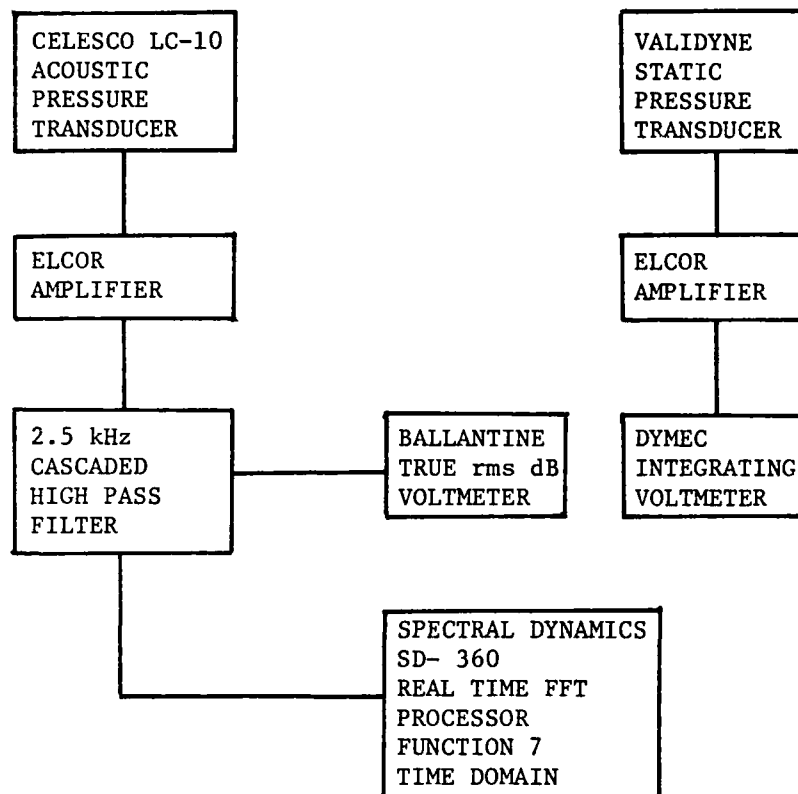 CELESCO LC-10
ACOUSTIC
PRESSURE
TRANSDUCER
VALIDYNE
STATIC
PRESSURE
TRANSDUCER
ELCOR
AMPLIFIER
ELCOR
AMPLIFIER
2.5 kHz
CASCADED
HIGH PASS
FILTER
BALLANTINE
TRUE rms dB
VOLTMETER
DYMEC
INTEGRATING
VOLTMETER
SPECTRAL DYNAMICS
SD- 360
REAL TIME FFT
PROCESSOR
FUNCTION 7
TIME DOMAIN